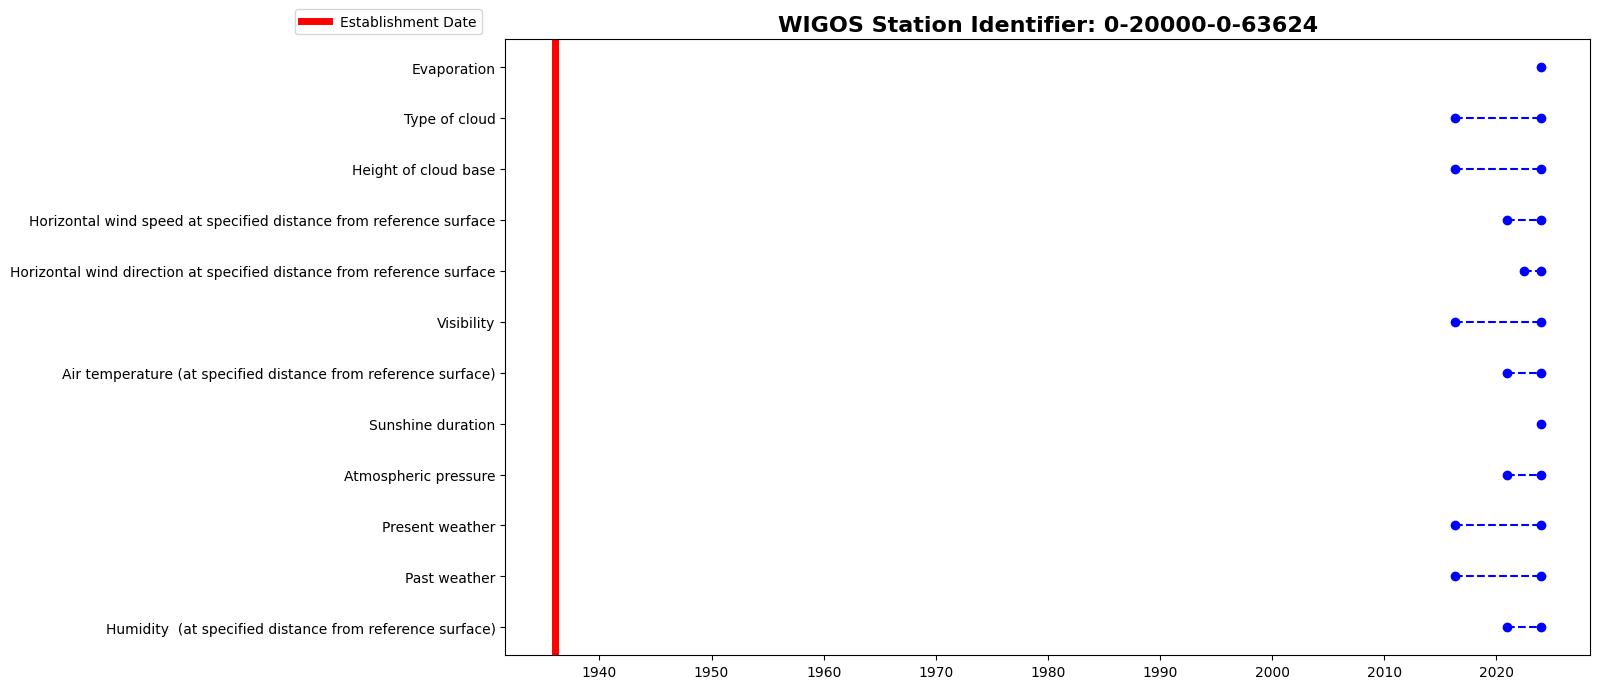 Establishment Date
WIGOS Station Identifier: 0-20000-0-63624
Evaporation
Type of cloud
Height of cloud base
Horizontal wind speed at specified distance from reference surface
Horizontal wind direction at specified distance from reference surface
Visibility
Air temperature (at specified distance from reference surface)
Sunshine duration
Atmospheric pressure
Present weather
Past weather
Humidity  (at specified distance from reference surface)
1940 1950 1960 1970 1980 1990 2000 2010 2020